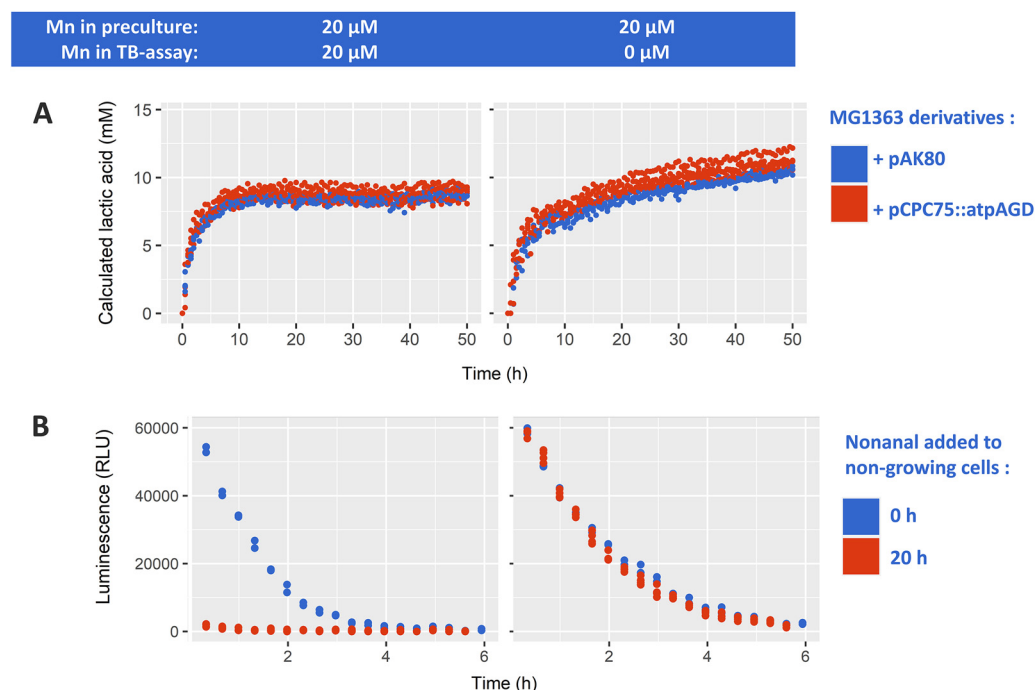 Mn in preculture: 20 µM 20 µM
Mn in TB-assay: 20 µM 0 µM
A
Calculated lactic acid (mM)
15
10
5
0
0 10 20 30 40 50
0 10 20 30 40 50
Time (h)
MG1363 derivatives :
+ pAK80
+ pCPC75::atpAGD
B
Luminescence (RLU)
60000
40000
20000
0
2 4 6
2 4 6
Time (h)
Nonanal added to
non-growing cells :
0 h
20 h